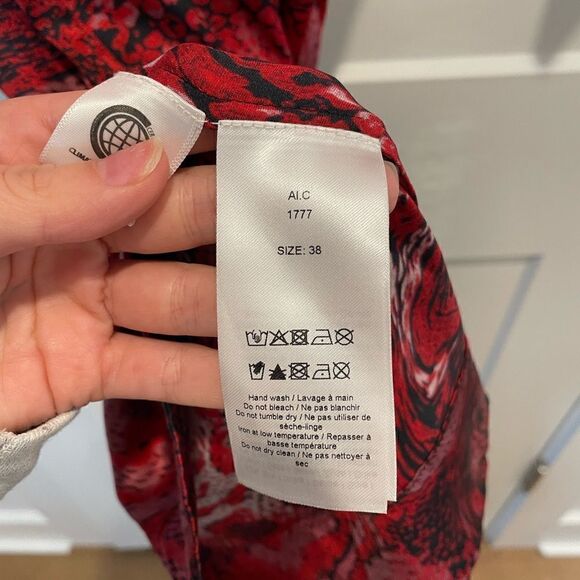 AI.C
1777
SIZE: 38
Hand wash / Lavage à main
Do not bleach / Ne pas blanchir
Do not tumble dry / Ne pas utiliser de
sèche-linge
Iron at low temperature / Repasser à
basse température
Do not dry clean / Ne pas nettoyer à
sec